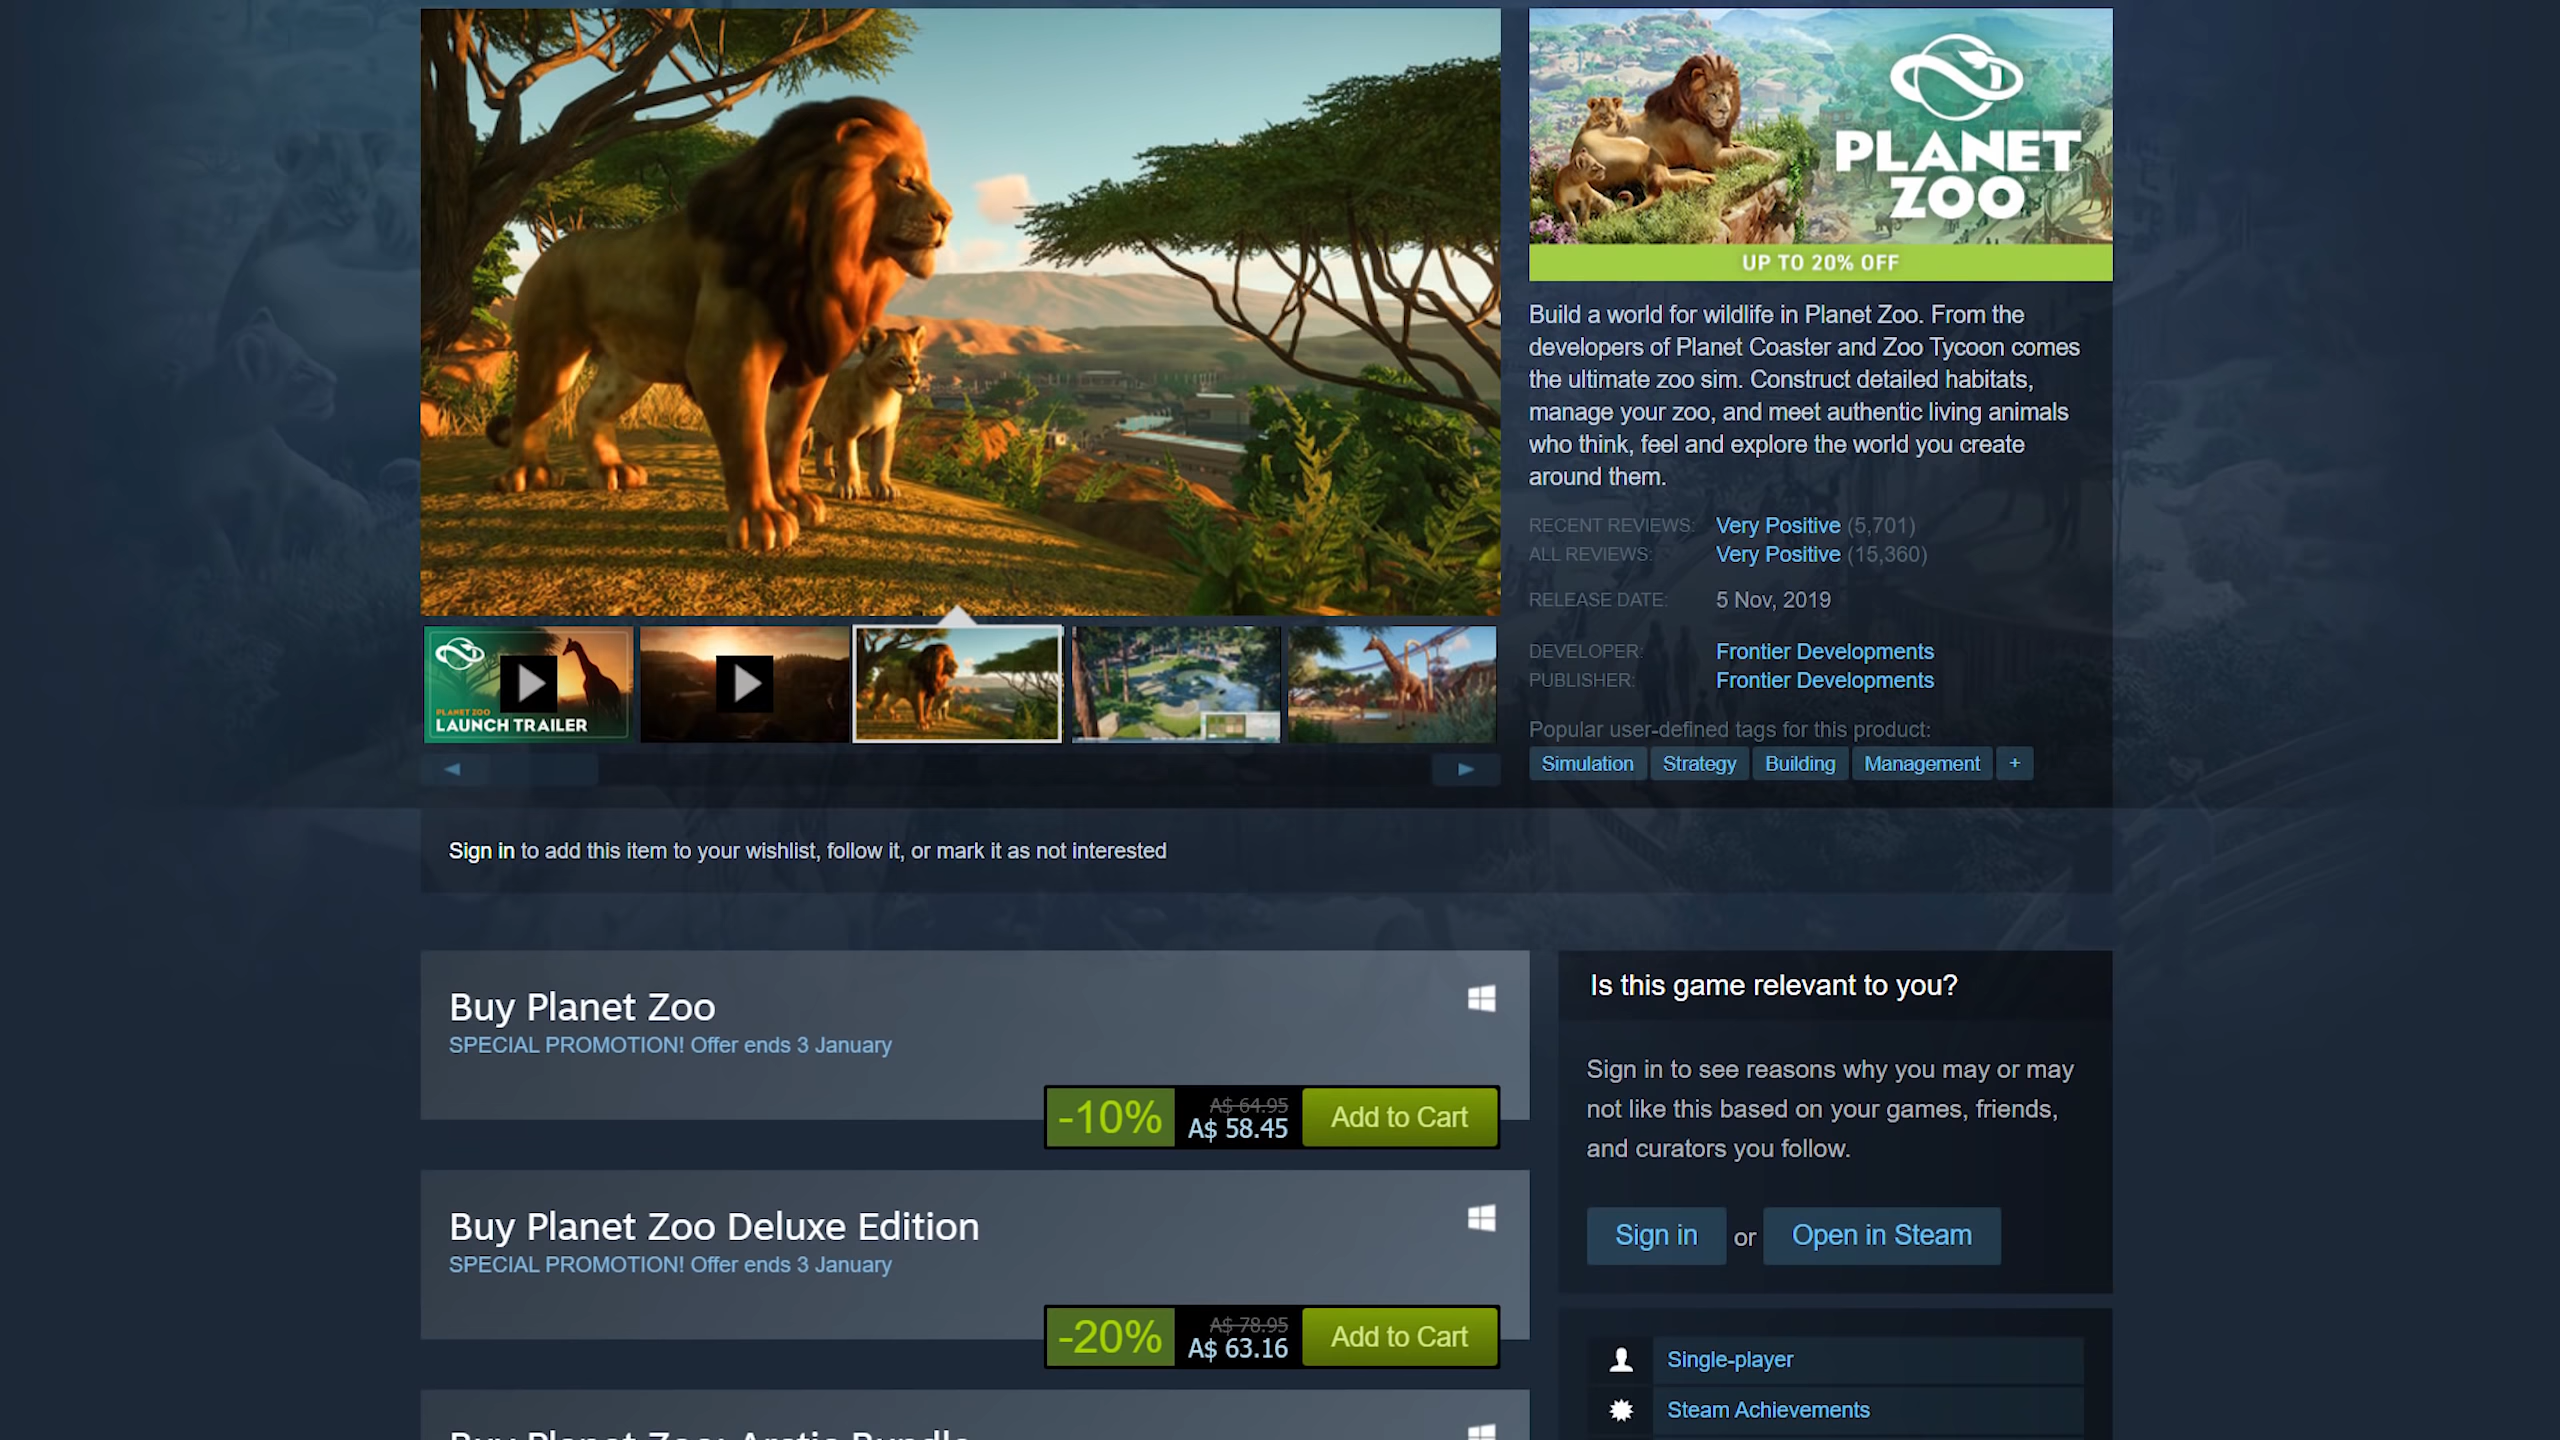 PLANET
ZOO
UP TO 20% OFF
Build a world for wildlife in Planet Zoo. From the
developers of Planet Coaster and Zoo Tycoon comes
the ultimate zoo sim. Construct detailed habitats,
manage your zoo, and meet authentic living animals
who think, feel and explore the world you create
around them.
RECENT REVIEWS: Very Positive (5,701)
ALL REVIEWS: Very Positive (15,360)
RELEASE DATE: 5 Nov, 2019
DEVELOPER: Frontier Developments
PUBLISHER: Frontier Developments
Popular user-defined tags for this product:
Simulation Strategy Building Management +
PLANET ZOO
LAUNCH TRAILER
Sign in to add this item to your wishlist, follow it, or mark it as not interested
Buy Planet Zoo
SPECIAL PROMOTION! Offer ends 3 January
-10% A$ 64.95 A$ 58.45 Add to Cart
Buy Planet Zoo Deluxe Edition
SPECIAL PROMOTION! Offer ends 3 January
-20% A$ 78.95 A$ 63.16 Add to Cart
Buy Planet Zoo: Arctic Bundle
Is this game relevant to you?
Sign in to see reasons why you may or may
not like this based on your games, friends,
and curators you follow.
Sign in or Open in Steam
Single-player
Steam Achievements